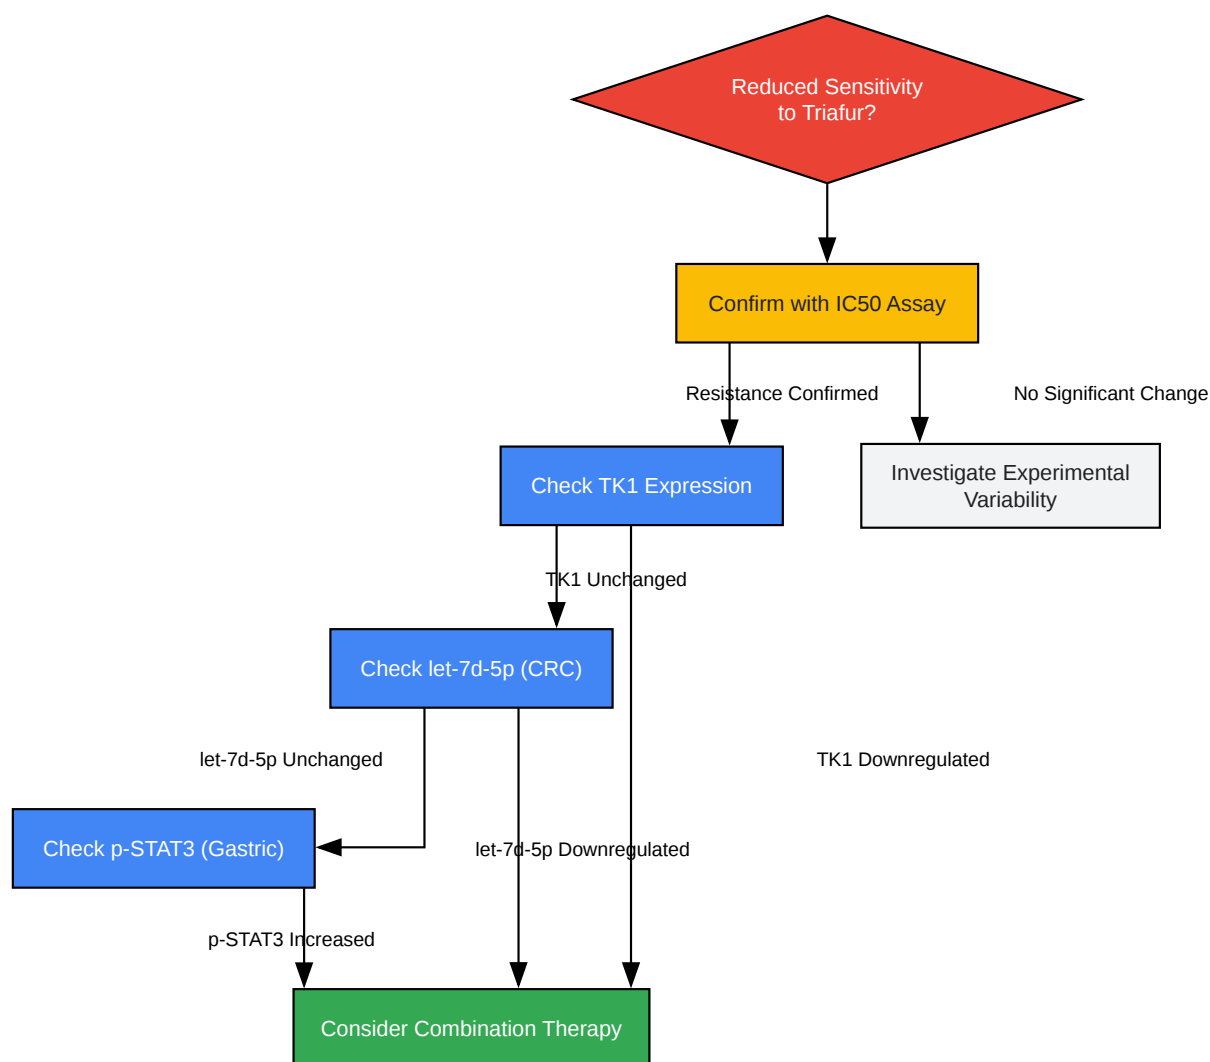 Reduced Sensitivity
to Triafur?
Confirm with IC50 Assay
Resistance Confirmed
No Significant Change
Check TK1 Expression
Investigate Experimental
Variability
TK1 Unchanged
Check let-7d-5p (CRC)
let-7d-5p Unchanged
TK1 Downregulated
Check p-STAT3 (Gastric)
let-7d-5p Downregulated
p-STAT3 Increased
Consider Combination Therapy